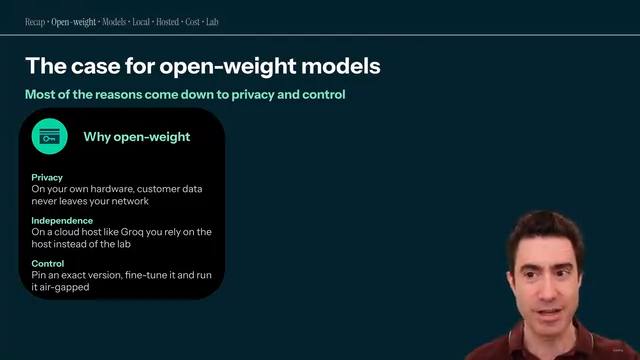 Recap • Open-weight • Models • Local • Hosted • Cost • Lab
The case for open-weight models
Most of the reasons come down to privacy and control
Why open-weight
Privacy
On your own hardware, customer data
never leaves your network
Independence
On a cloud host like Groq you rely on the
host instead of the lab
Control
Pin an exact version, fine-tune it and run
it air-gapped